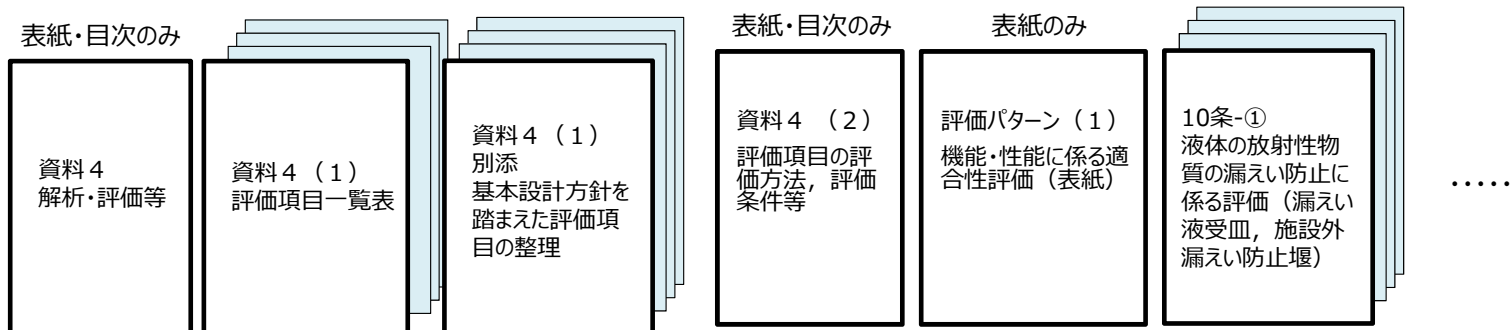 表紙・目次のみ
資料４
解析・評価等
資料４（１）
評価項目一覧表
資料４（１）
別添
基本設計方針を
踏まえた評価項
目の整理
表紙・目次のみ
資料４　（２）
評価項目の評
価方法，評価
条件等
表紙のみ
評価パターン（１）
機能・性能に係る適
合性評価（表紙）
10条-①
液体の放射性物
質の漏えい防止に
係る評価（漏えい
液受皿，施設外
漏えい防止堰）
・・・・・